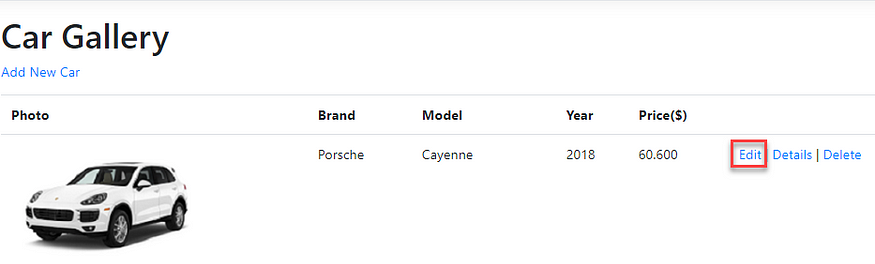 Car Gallery
Add New Car
Photo Brand Model Year Price($)
Porsche Cayenne 2018 60.600 Edit Details | Delete